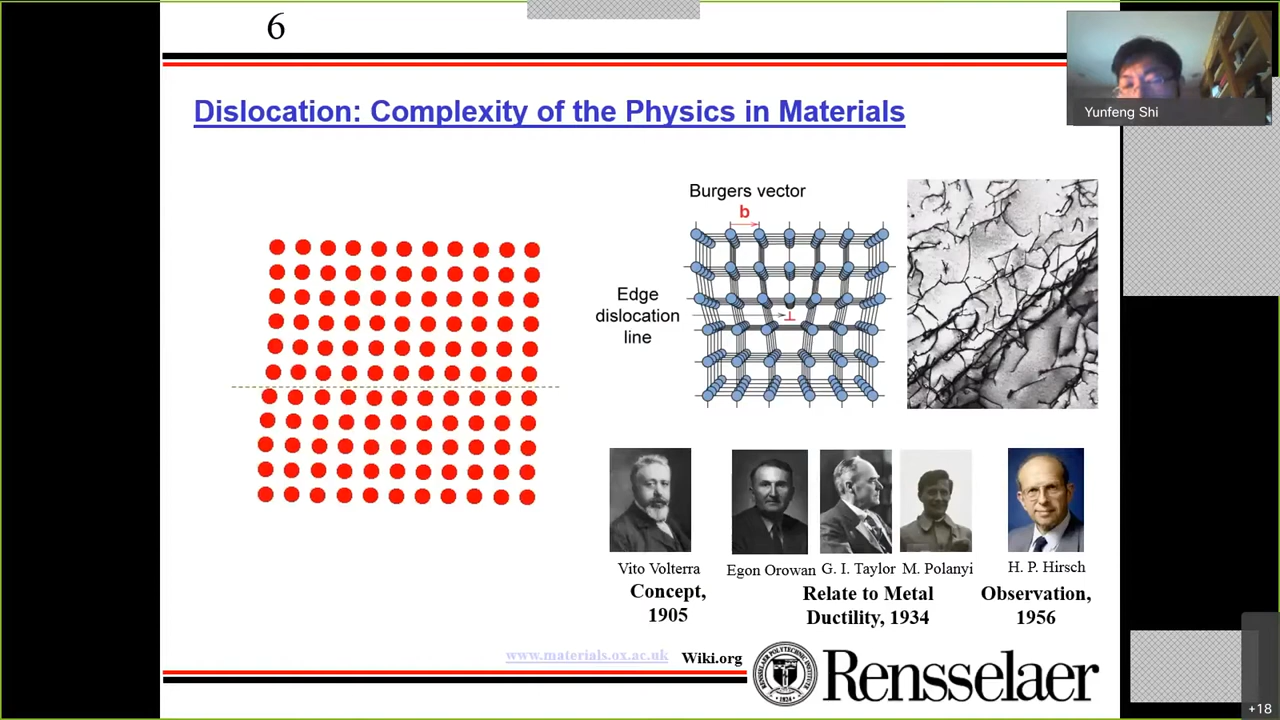 6
Yunfeng Shi
Dislocation: Complexity of the Physics in Materials
Burgers vector
b
Edge
dislocation
line
⊥
Vito Volterra
Egon Orowan
G. I. Taylor
M. Polanyi
H. P. Hirsch
Concept,
1905
Relate to Metal
Ductility, 1934
Observation,
1956
www.materials.ox.ac.uk
Wiki.org
Rensselaer
+18